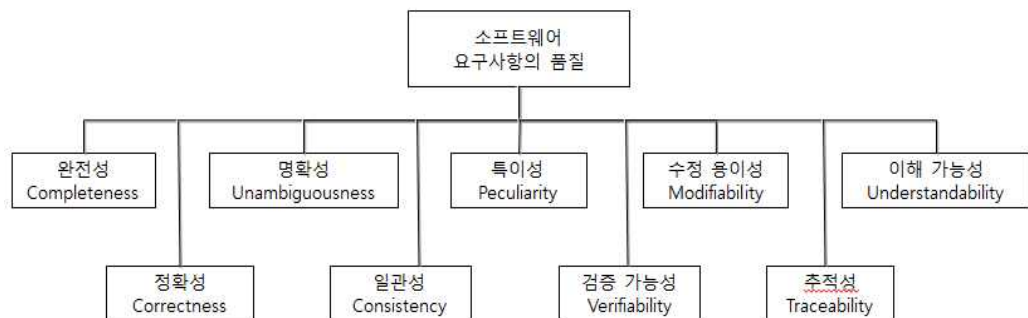 소프트웨어
요구사항의 품질
완전성
Completeness
명확성
Unambiguousness
특이성
Peculiarity
수정 용이성
Modifiability
이해 가능성
Understandability
정확성
Correctness
일관성
Consistency
검증 가능성
Verifiability
추적성
Traceability